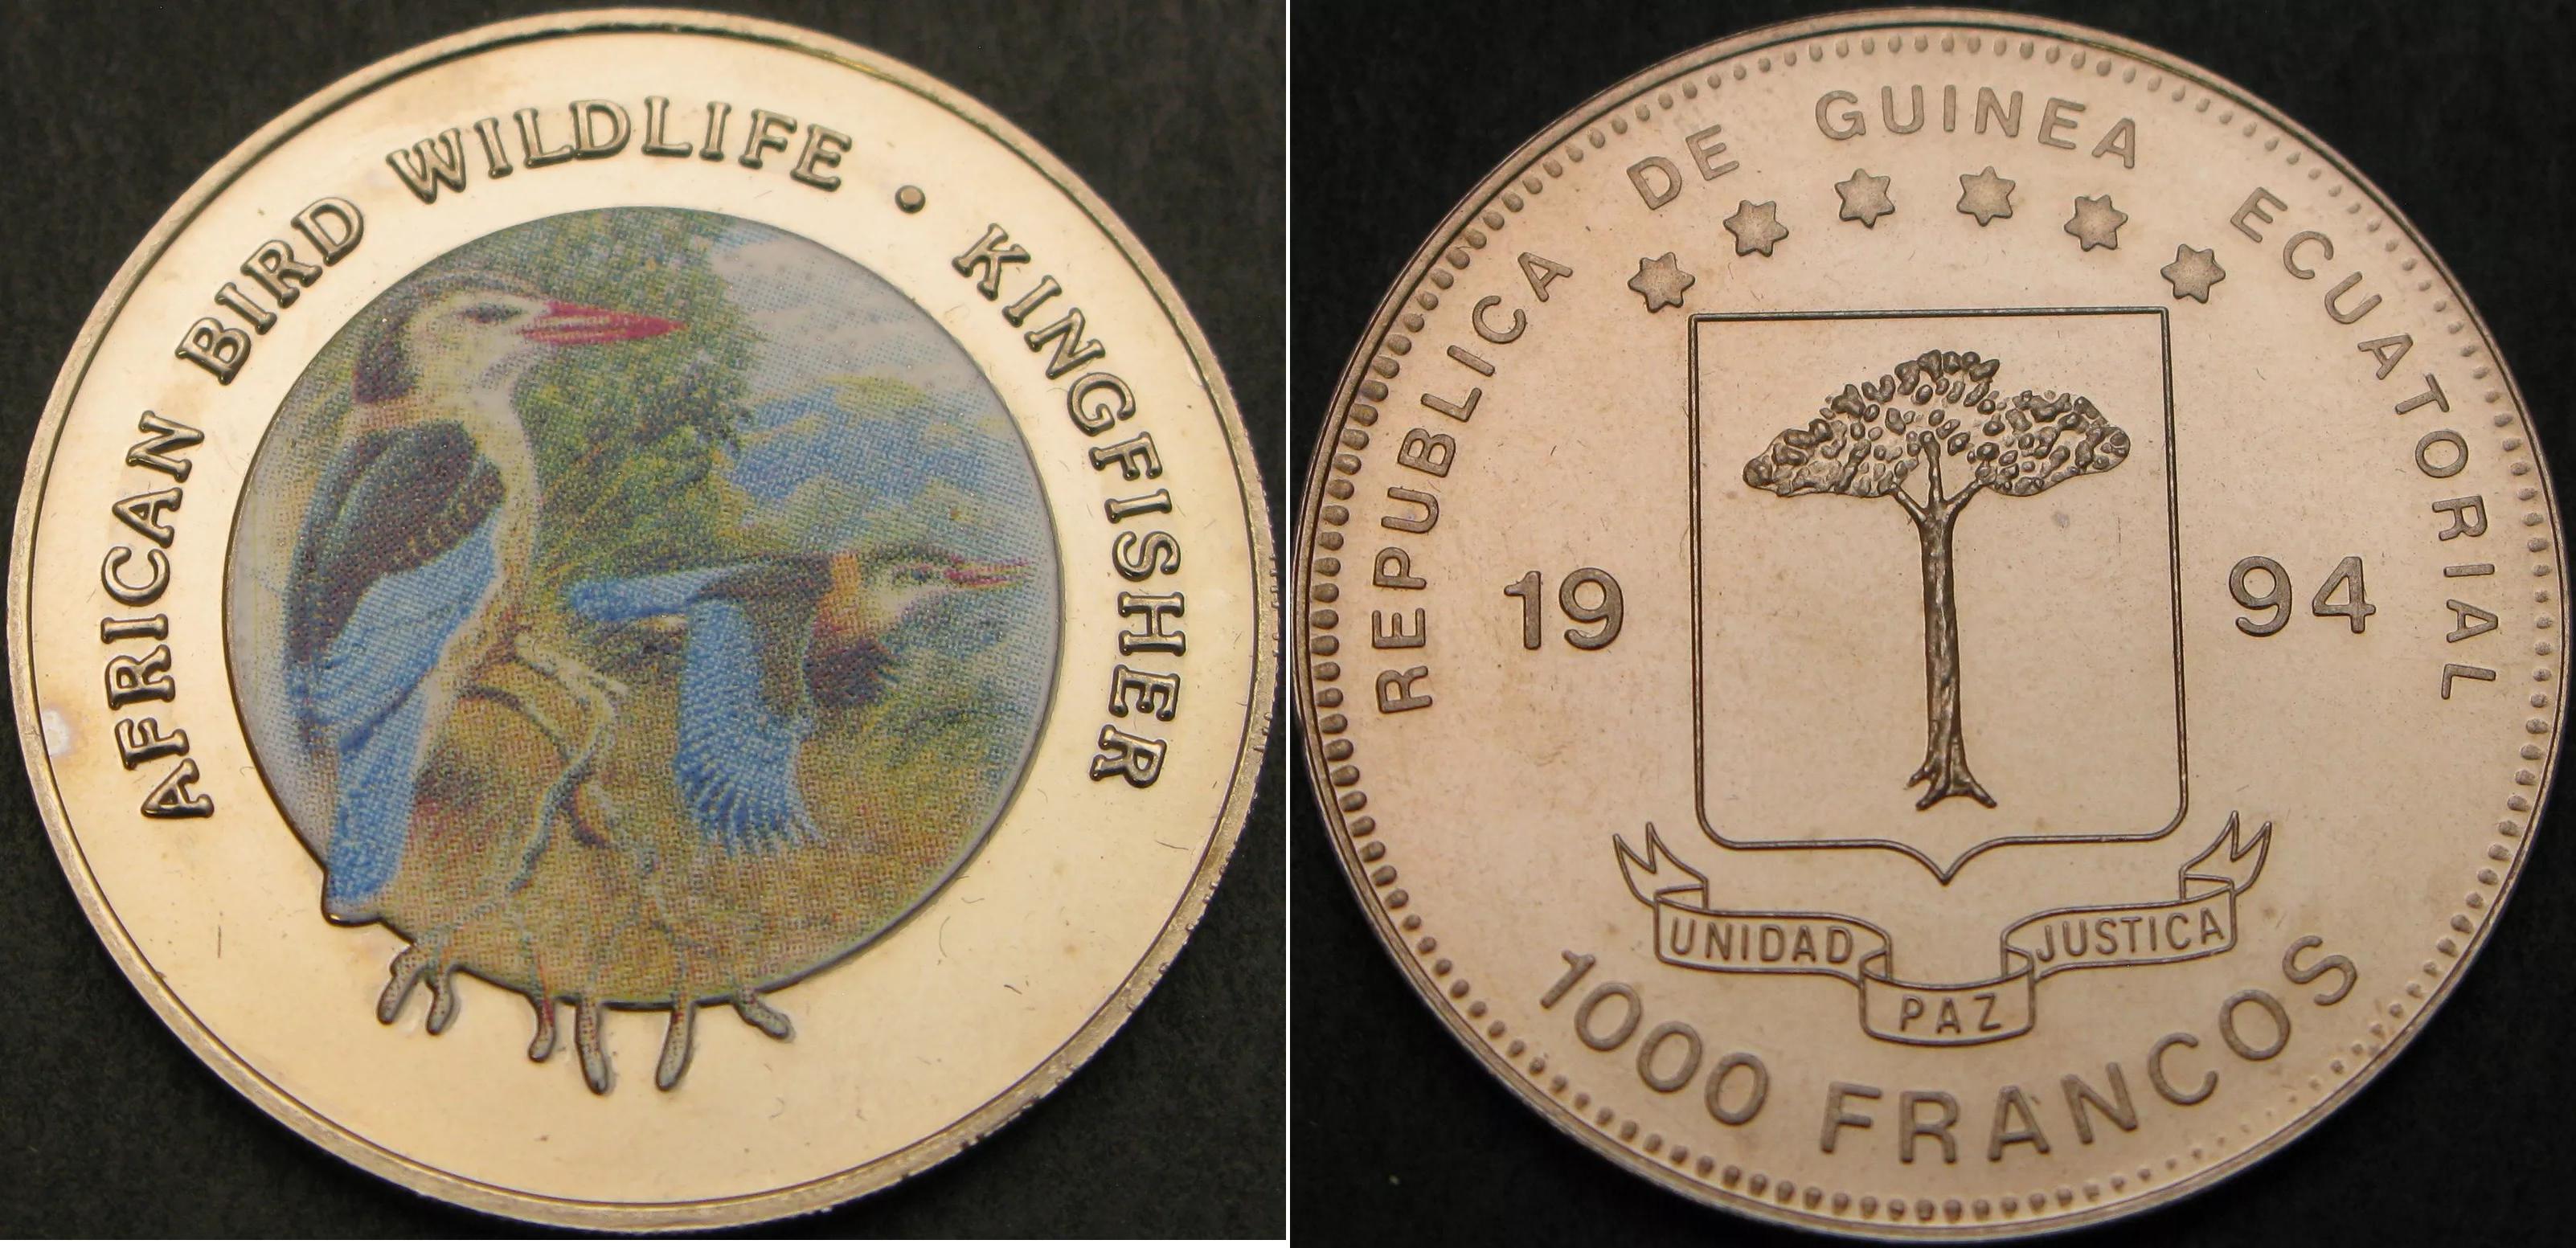 AFRICAN BIRD WILDLIFE • KINGFISHER
REPUBLICA DE GUINEA ECUATORIAL
19 94
UNIDAD PAZ JUSTICA
1000 FRANCOS